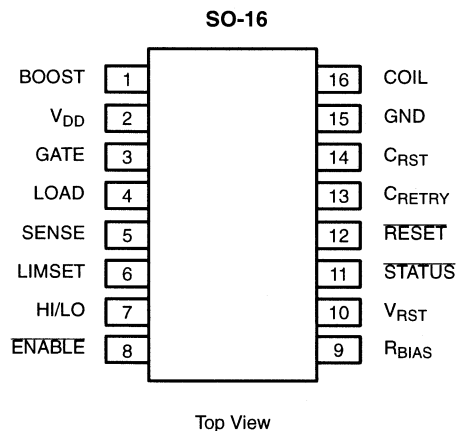 SO-16
BOOST 1 16 COIL
VDD 2 15 GND
GATE 3 14 CRST
LOAD 4 13 CRETRY
SENSE 5 12 RESET
LIMSET 6 11 STATUS
HI/LO 7 10 VRST
ENABLE 8 9 RBIAS
Top View